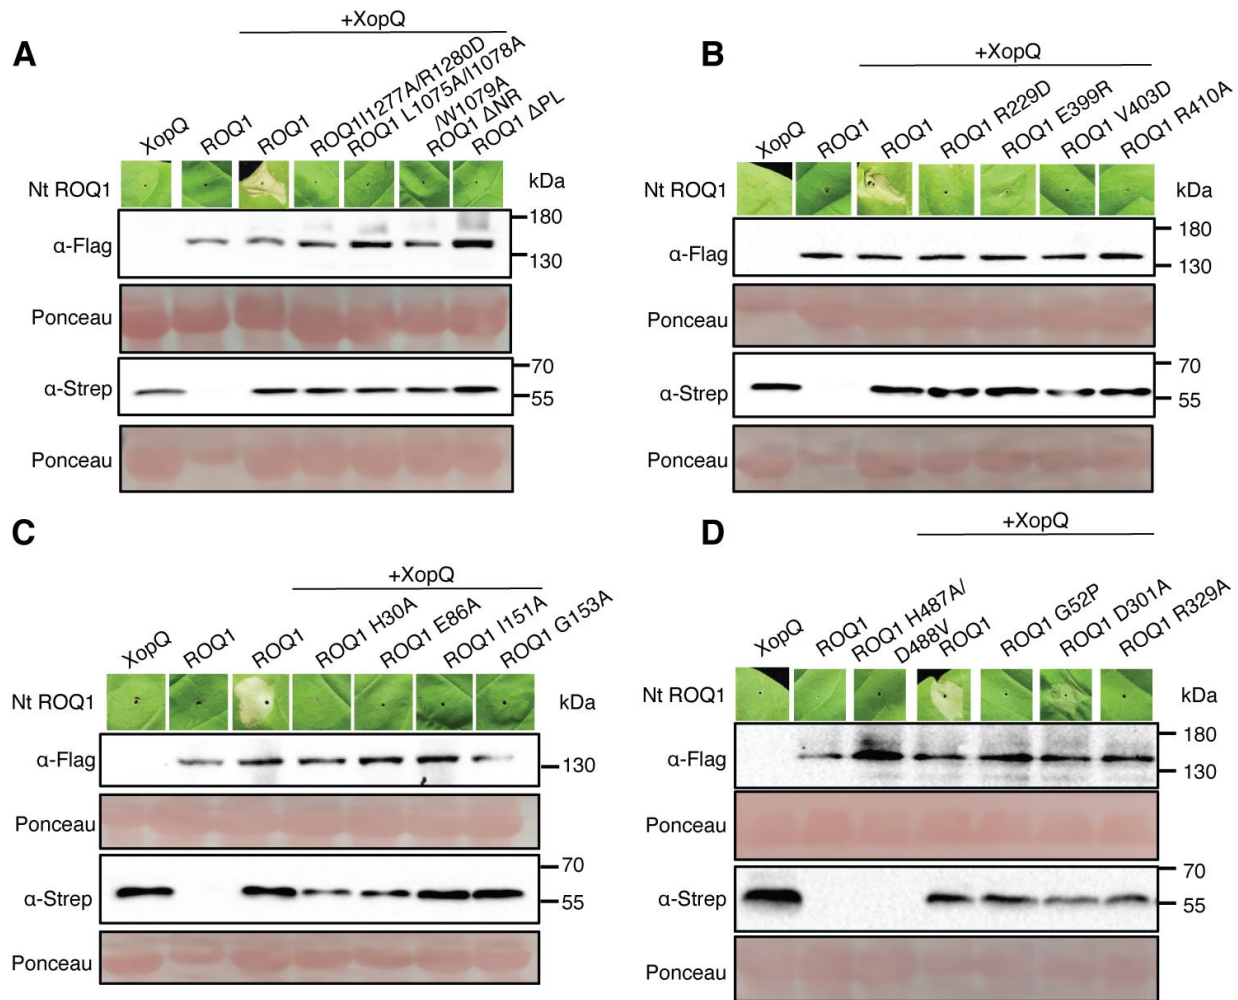 A
+XopQ
XopQ
ROQ1
ROQ1
ROQ1I1277A/R1280D
ROQ1 L1075A/I1078A
/W1079A
ROQ1 ΔNR
ROQ1 ΔPL
Nt ROQ1
kDa
α-Flag
180
130
Ponceau
α-Strep
70
55
Ponceau
B
+XopQ
XopQ
ROQ1
ROQ1
ROQ1 R229D
ROQ1 E399R
ROQ1 V403D
ROQ1 R410A
Nt ROQ1
kDa
α-Flag
180
130
Ponceau
α-Strep
70
55
Ponceau
C
+XopQ
XopQ
ROQ1
ROQ1
ROQ1 H30A
ROQ1 E86A
ROQ1 I151A
ROQ1 G153A
Nt ROQ1
kDa
α-Flag
130
Ponceau
α-Strep
70
55
Ponceau
D
+XopQ
XopQ
ROQ1
ROQ1 H487A/
D488V
ROQ1
ROQ1 G52P
ROQ1 D301A
ROQ1 R329A
Nt ROQ1
kDa
α-Flag
180
130
Ponceau
α-Strep
70
55
Ponceau